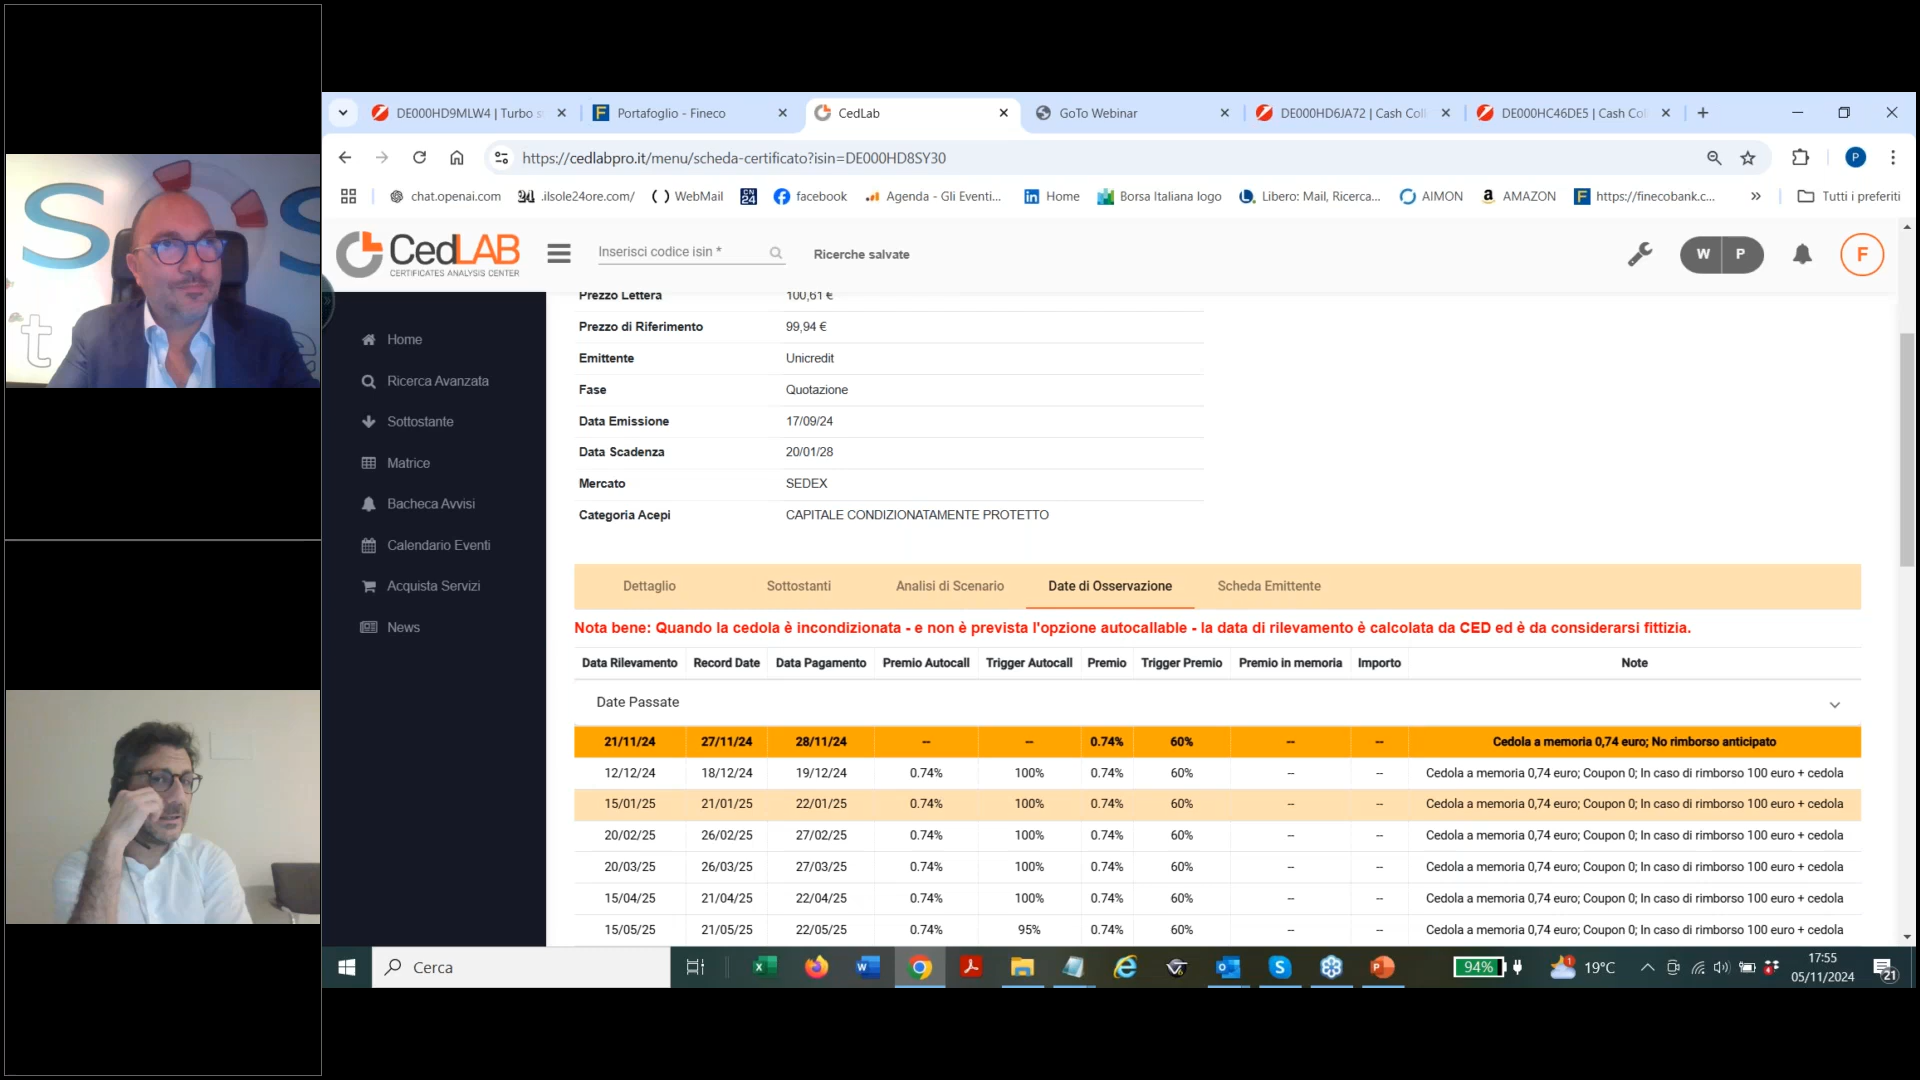 DE000HD9MLW4 | Turbo s
Portafoglio - Fineco
CedLab
GoTo Webinar
DE000HD6JA72 | Cash Coll
DE000HC46DE5 | Cash Col
https://cedlabpro.it/menu/scheda-certificato?isin=DE000HD8SY30
P
chat.openai.com
.ilsole24ore.com/
WebMail
facebook
Agenda - Gli Eventi...
Home
Borsa Italiana logo
Libero: Mail, Ricerca...
AIMON
AMAZON
https://finecobank.c...
Tutti i preferiti
CedLAB
CERTIFICATES ANALYSIS CENTER
Inserisci codice isin *
Ricerche salvate
W P
F
Home
Ricerca Avanzata
Sottostante
Matrice
Bacheca Avvisi
Calendario Eventi
Acquista Servizi
News
Prezzo Lettera 100,61 €
Prezzo di Riferimento 99,94 €
Emittente Unicredit
Fase Quotazione
Data Emissione 17/09/24
Data Scadenza 20/01/28
Mercato SEDEX
Categoria Acepi CAPITALE CONDIZIONATAMENTE PROTETTO
Dettaglio Sottostanti Analisi di Scenario Date di Osservazione Scheda Emittente
Nota bene: Quando la cedola è incondizionata - e non è prevista l'opzione autocallable - la data di rilevamento è calcolata da CED ed è da considerarsi fittizia.
Data Rilevamento Record Date Data Pagamento Premio Autocall Trigger Autocall Premio Trigger Premio Premio in memoria Importo Note
Date Passate
21/11/24 27/11/24 28/11/24 -- -- 0.74% 60% -- -- Cedola a memoria 0,74 euro; No rimborso anticipato
12/12/24 18/12/24 19/12/24 0.74% 100% 0.74% 60% -- -- Cedola a memoria 0,74 euro; Coupon 0; In caso di rimborso 100 euro + cedola
15/01/25 21/01/25 22/01/25 0.74% 100% 0.74% 60% -- -- Cedola a memoria 0,74 euro; Coupon 0; In caso di rimborso 100 euro + cedola
20/02/25 26/02/25 27/02/25 0.74% 100% 0.74% 60% -- -- Cedola a memoria 0,74 euro; Coupon 0; In caso di rimborso 100 euro + cedola
20/03/25 26/03/25 27/03/25 0.74% 100% 0.74% 60% -- -- Cedola a memoria 0,74 euro; Coupon 0; In caso di rimborso 100 euro + cedola
15/04/25 21/04/25 22/04/25 0.74% 100% 0.74% 60% -- -- Cedola a memoria 0,74 euro; Coupon 0; In caso di rimborso 100 euro + cedola
15/05/25 21/05/25 22/05/25 0.74% 95% 0.74% 60% -- -- Cedola a memoria 0,74 euro; Coupon 0; In caso di rimborso 100 euro + cedola
Cerca
94%
19°C
17:55
05/11/2024
21